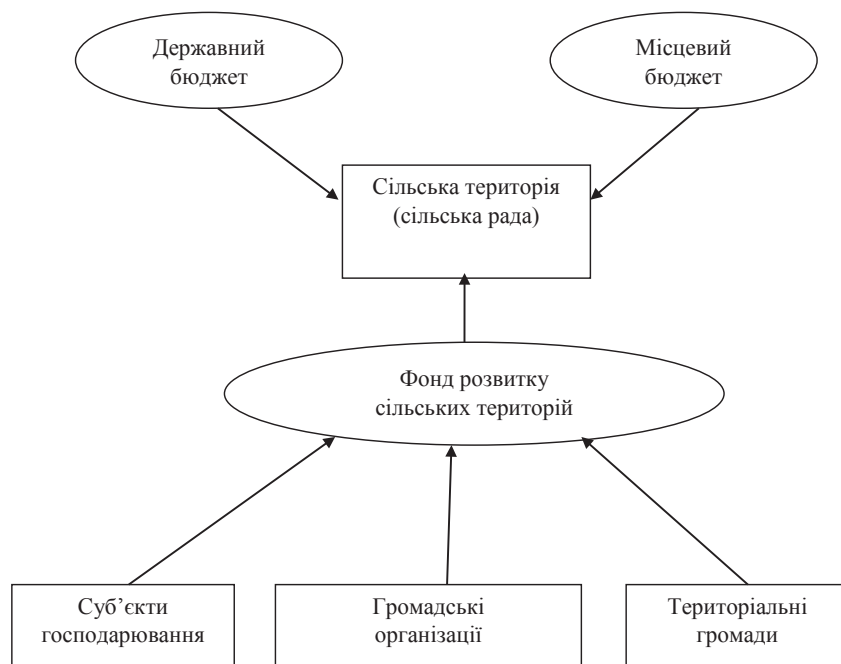 Державний
бюджет
Місцевий
бюджет
Сільська територія
(сільська рада)
Фонд розвитку
сільських територій
Суб’єкти
господарювання
Громадські
організації
Територіальні
громади